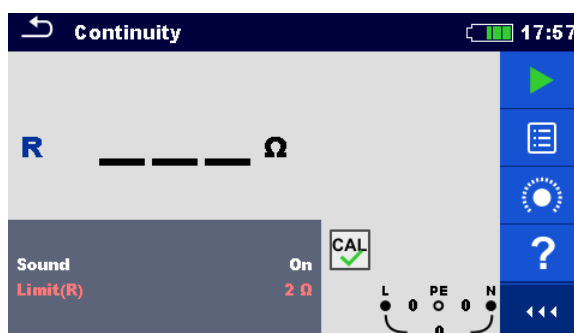 Continuity 17:57
R _ _ _ Ω
?
CAL
Sound On
Limit(R) 2 Ω
L PE N
0 0
0